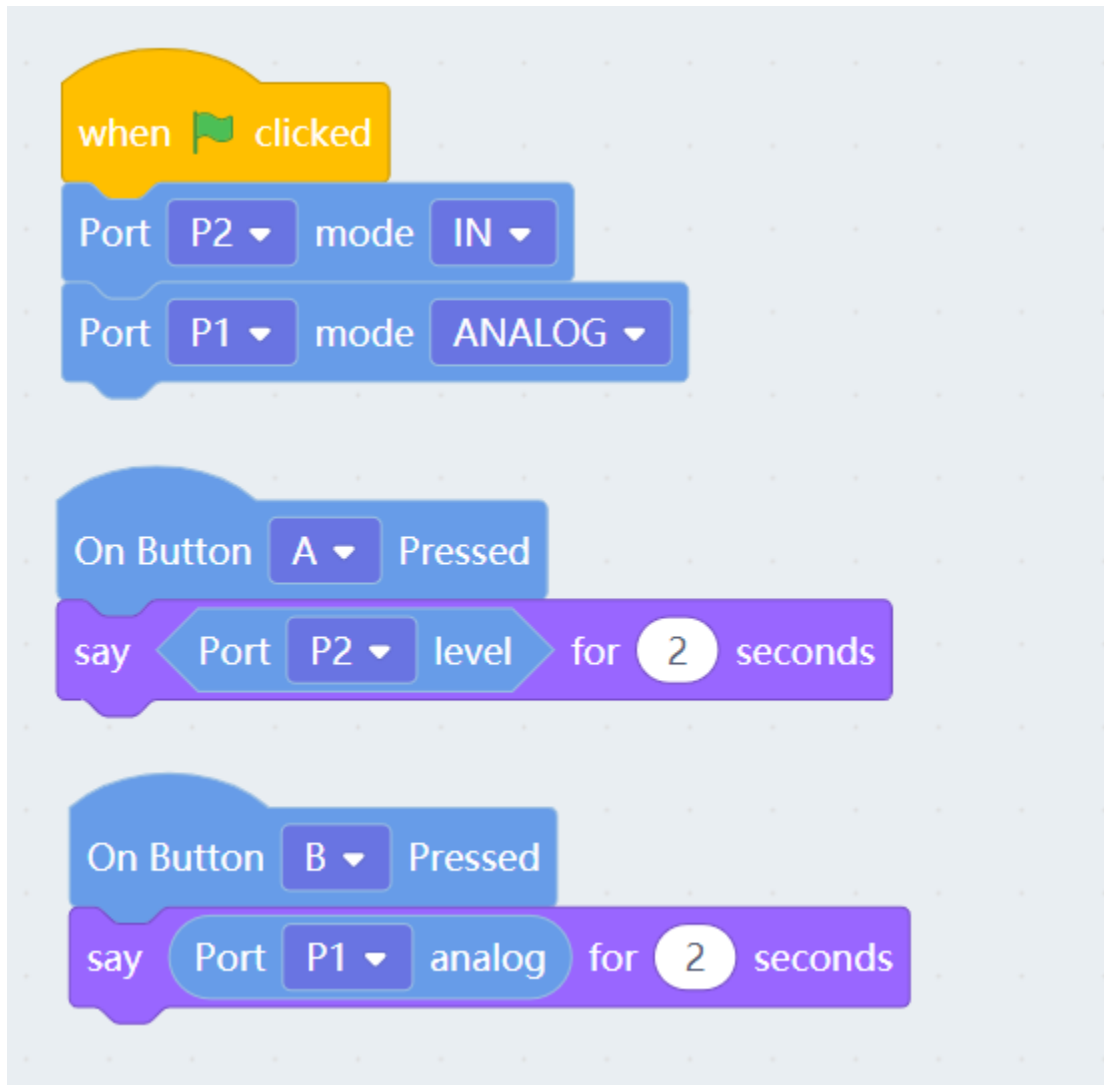 when clicked
Port P2 mode IN
Port P1 mode ANALOG
On Button A Pressed
say Port P2 level for 2 seconds
On Button B Pressed
say Port P1 analog for 2 seconds